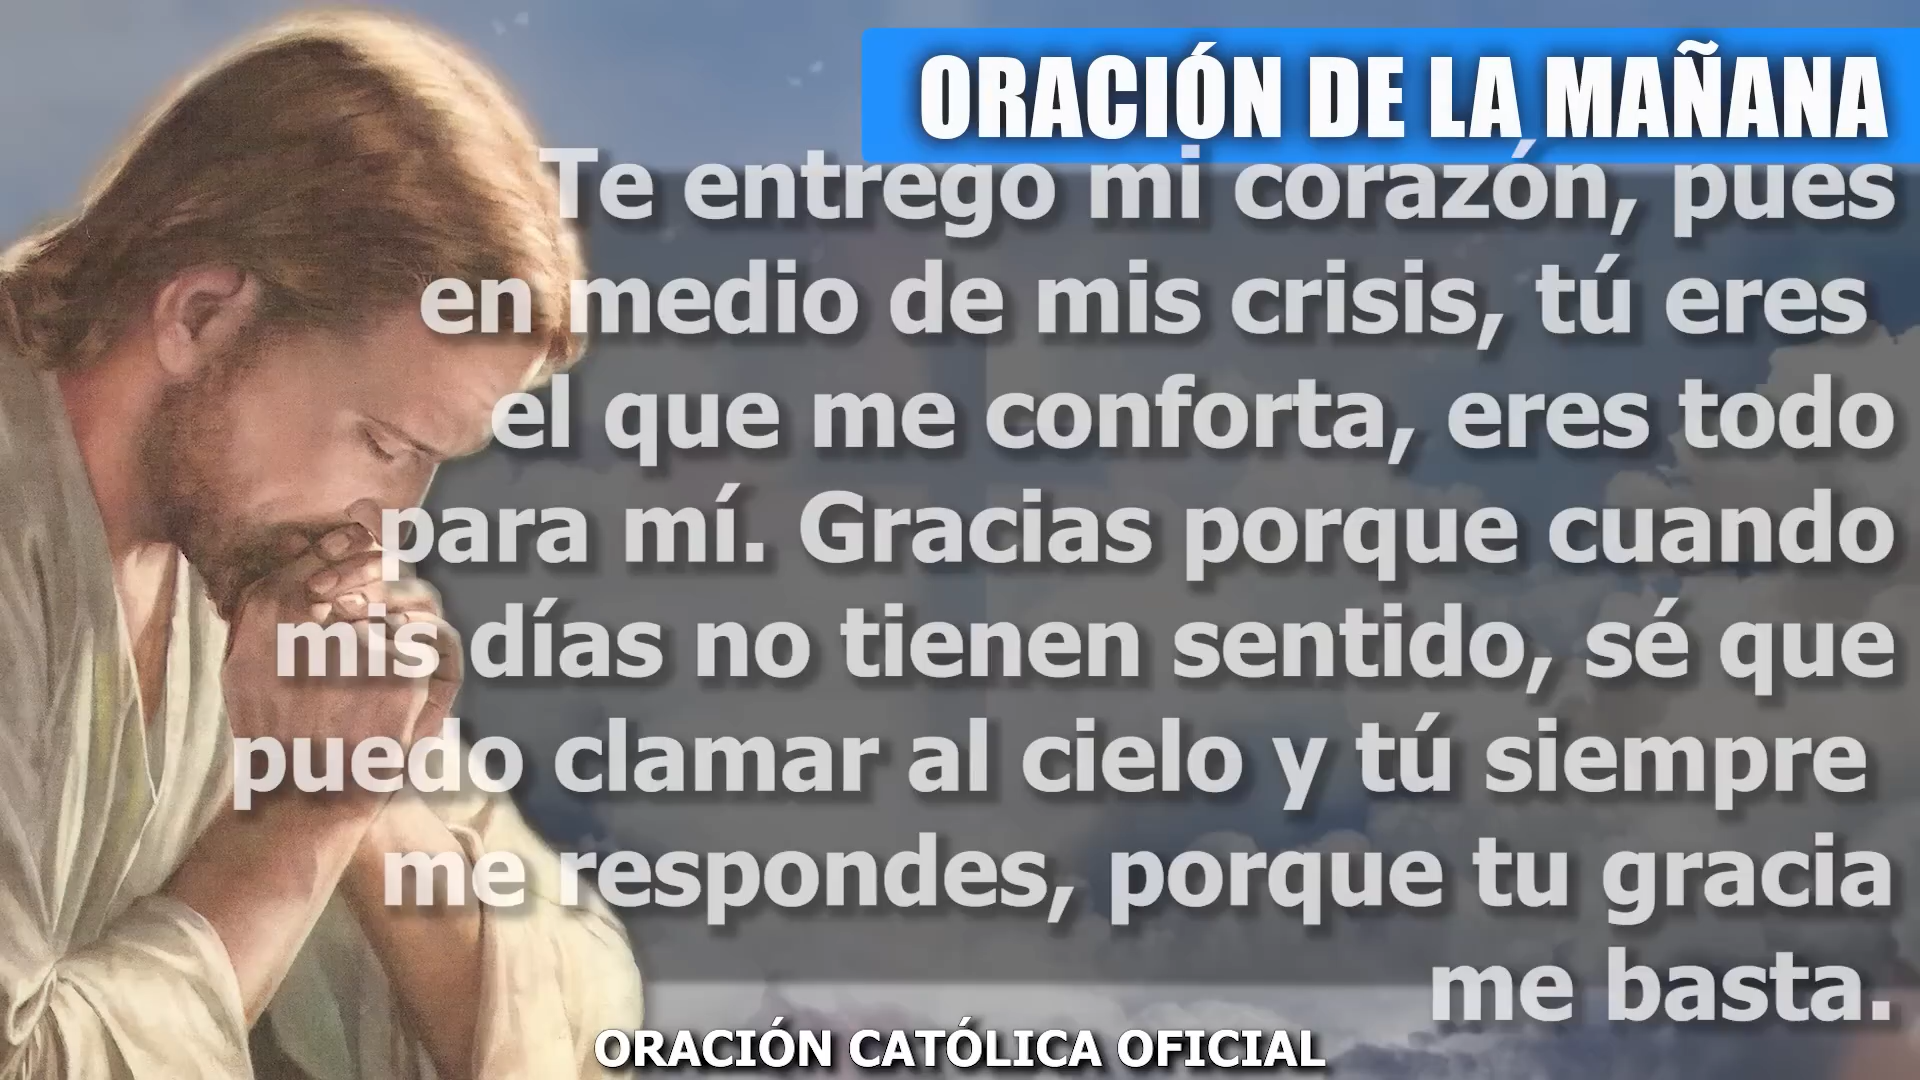 ORACIÓN DE LA MAÑANA
Te entrego mi corazón, pues
en medio de mis crisis, tú eres
el que me conforta, eres todo
para mí. Gracias porque cuando
mis días no tienen sentido, sé que
puedo clamar al cielo y tú siempre
me respondes, porque tu gracia
me basta.
ORACIÓN CATÓLICA OFICIAL